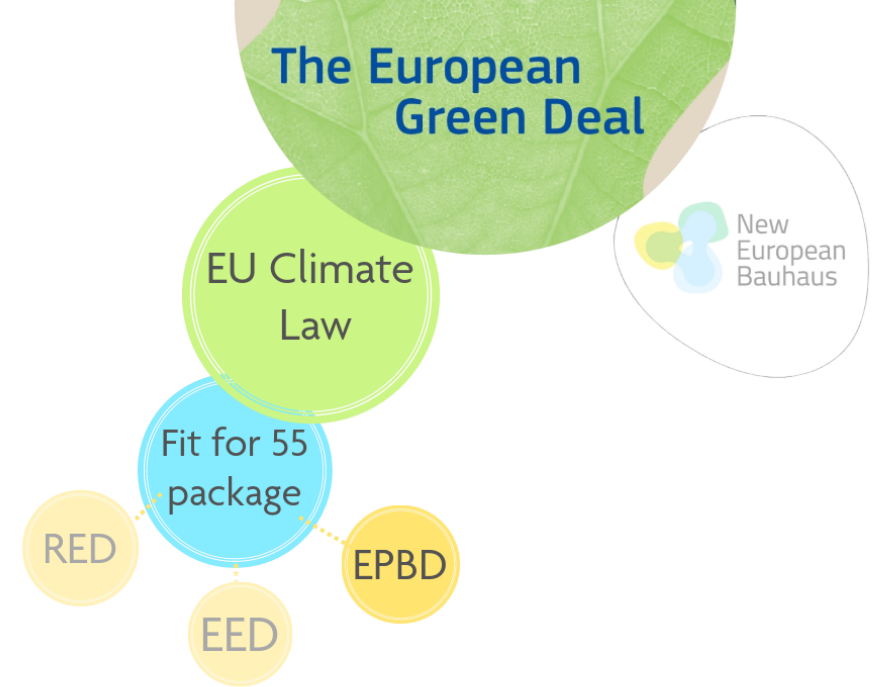 The European
Green Deal
New
European
Bauhaus
EU Climate
Law
Fit for 55
package
RED
EPBD
EED